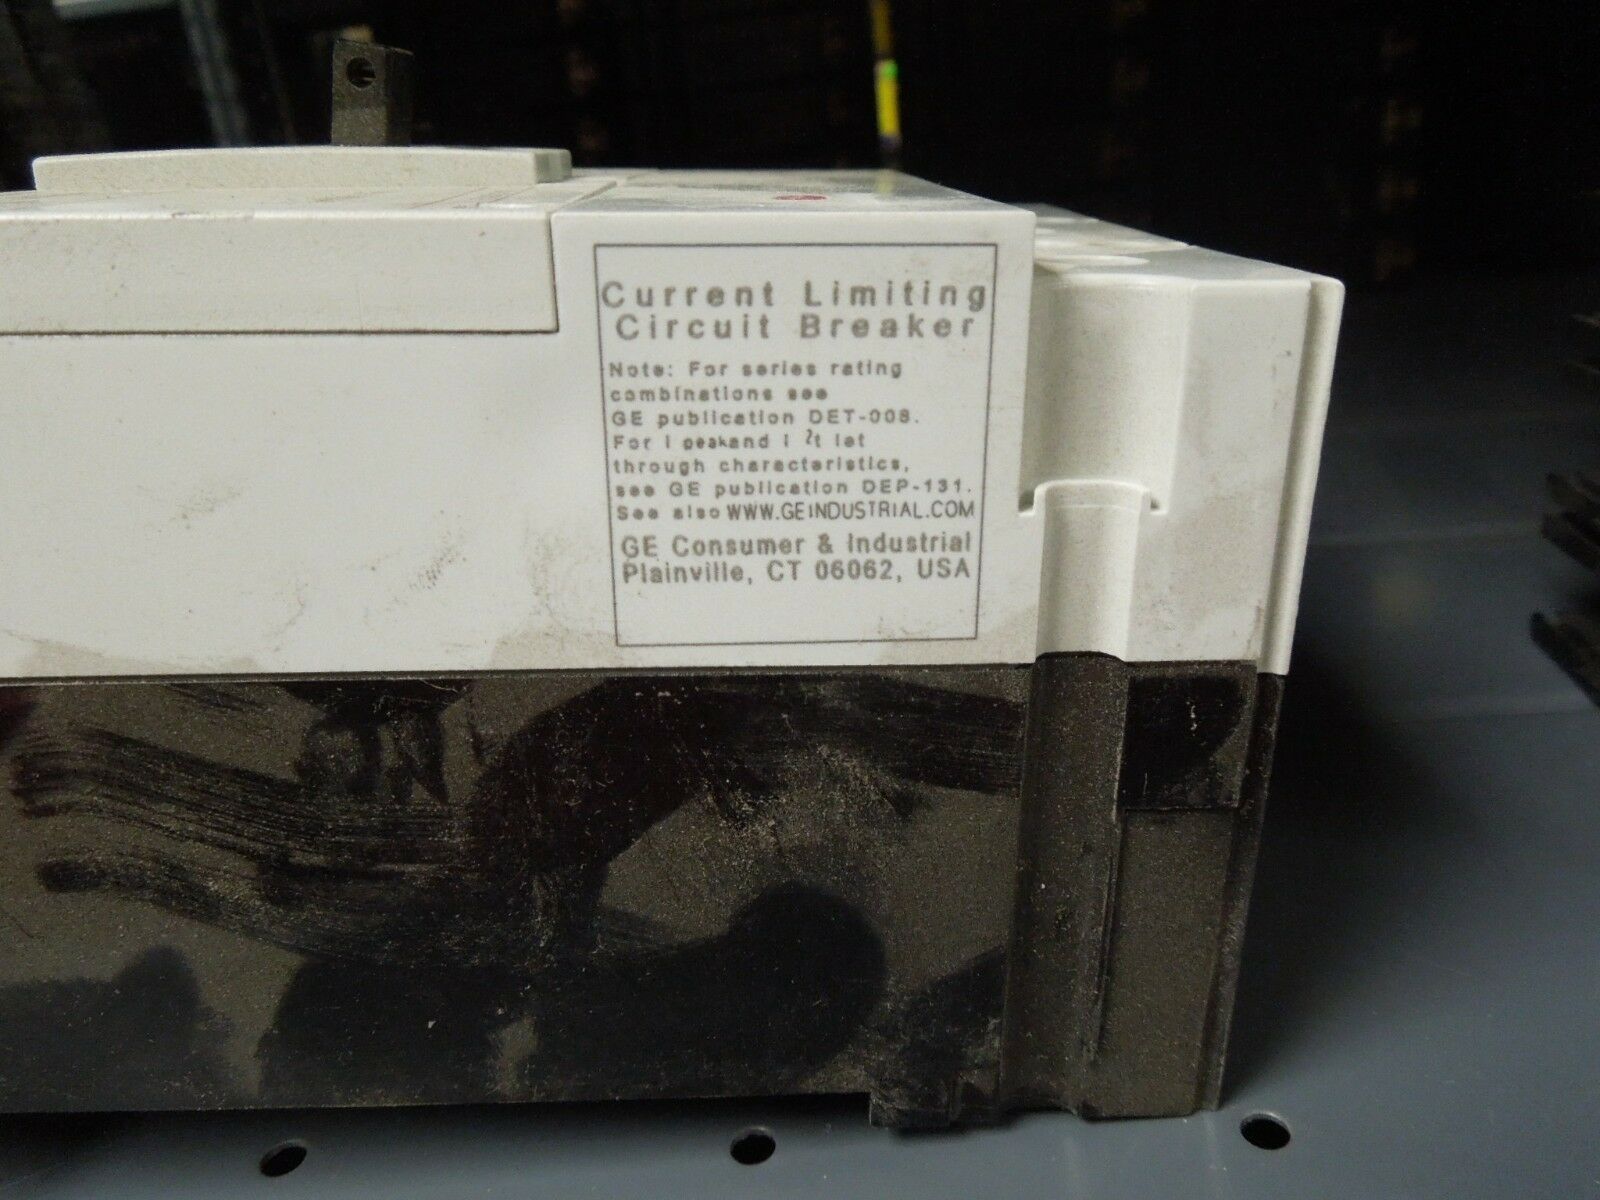 Current Limiting
Circuit Breaker
Note: For series rating
combinations see
GE publication DET-008.
For I peakand I ²t let
through characteristics,
see GE publication DEP-131.
See also WWW.GEINDUSTRIAL.COM
GE Consumer & Industrial
Plainville, CT 06062, USA